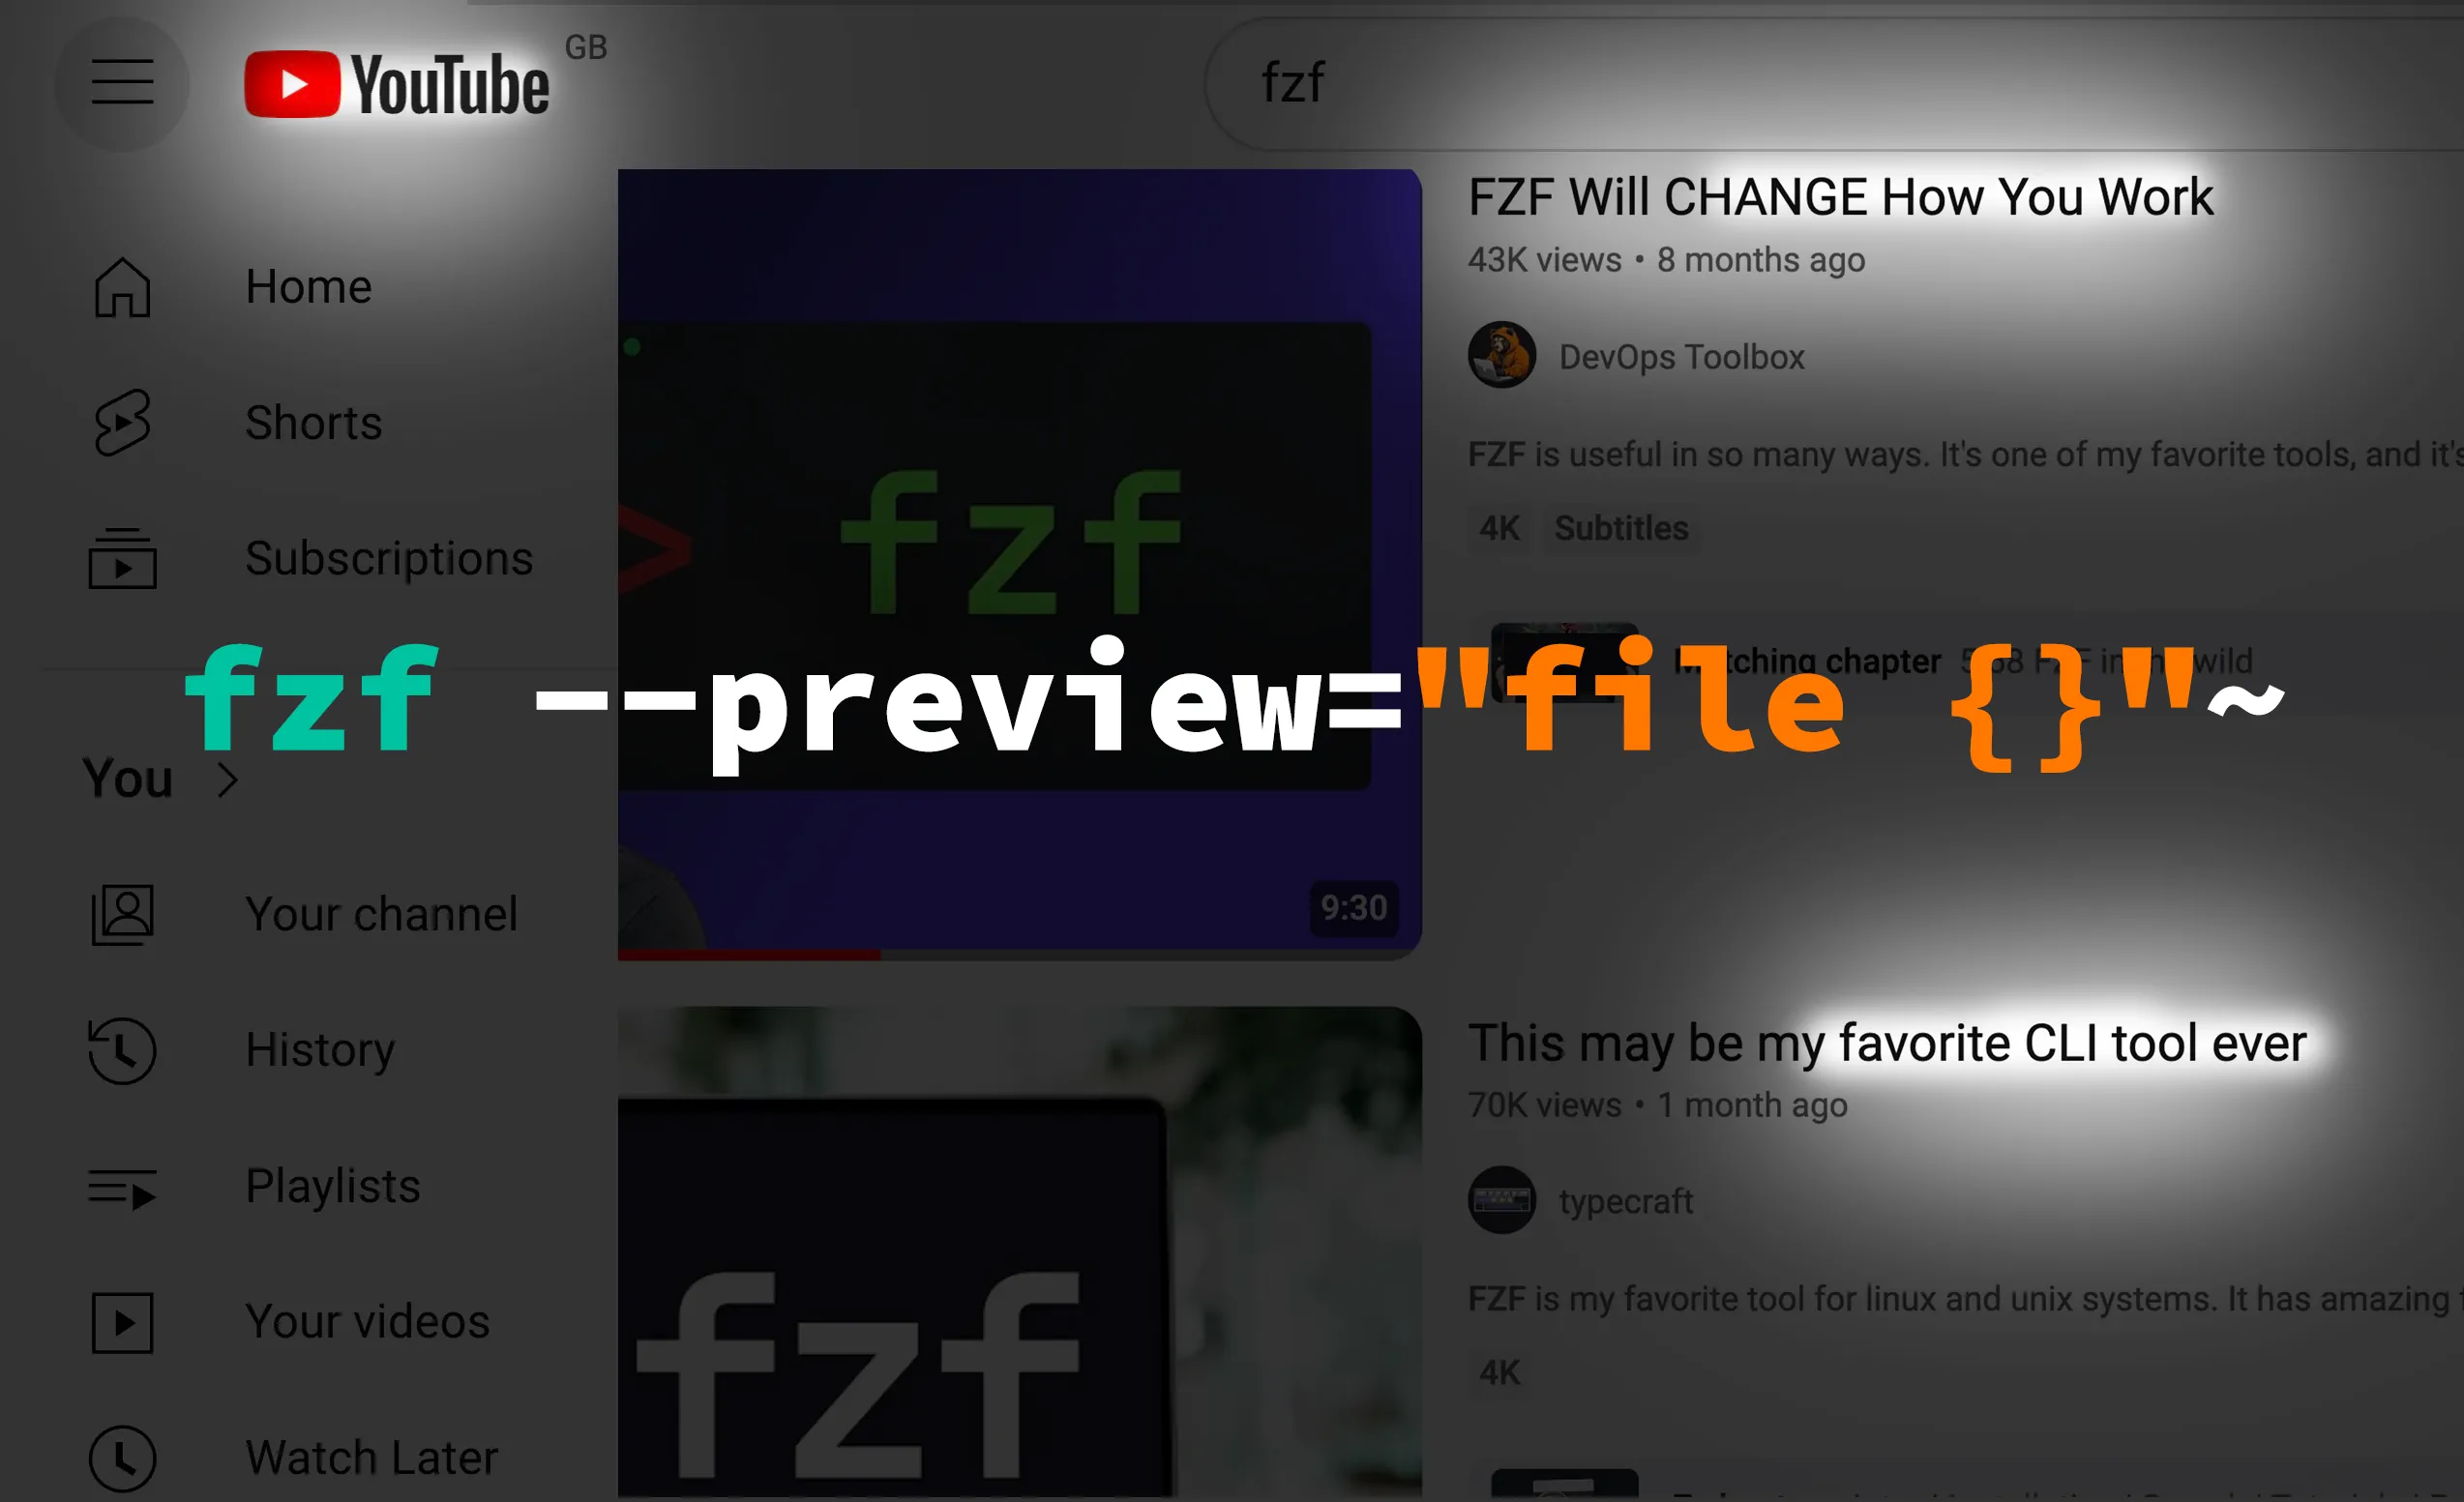 YouTube GB
fzf
Home
Shorts
Subscriptions
You
Your channel
History
Playlists
Your videos
Watch Later
> fzf
9:30
FZF Will CHANGE How You Work
43K views • 8 months ago
DevOps Toolbox
FZF is useful in so many ways. It's one of my favorite tools, and it's
4K Subtitles
chapter
wild
fzf --preview="file {}"~
fzf
This may be my favorite CLI tool ever
70K views • 1 month ago
typecraft
FZF is my favorite tool for linux and unix systems. It has amazing
4K